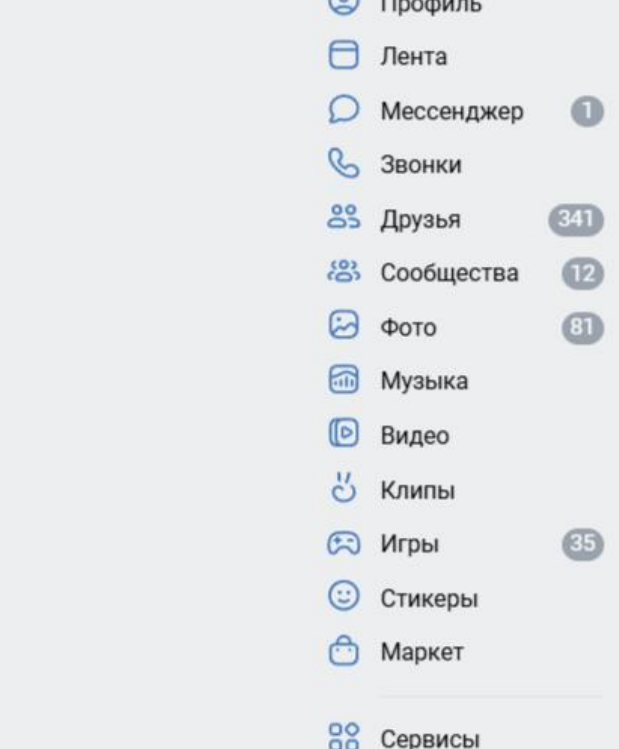 Профиль
Лента
Мессенджер 1
Звонки
Друзья 341
Сообщества 12
Фото 81
Музыка
Видео
Клипы
Игры 35
Стикеры
Маркет
Сервисы